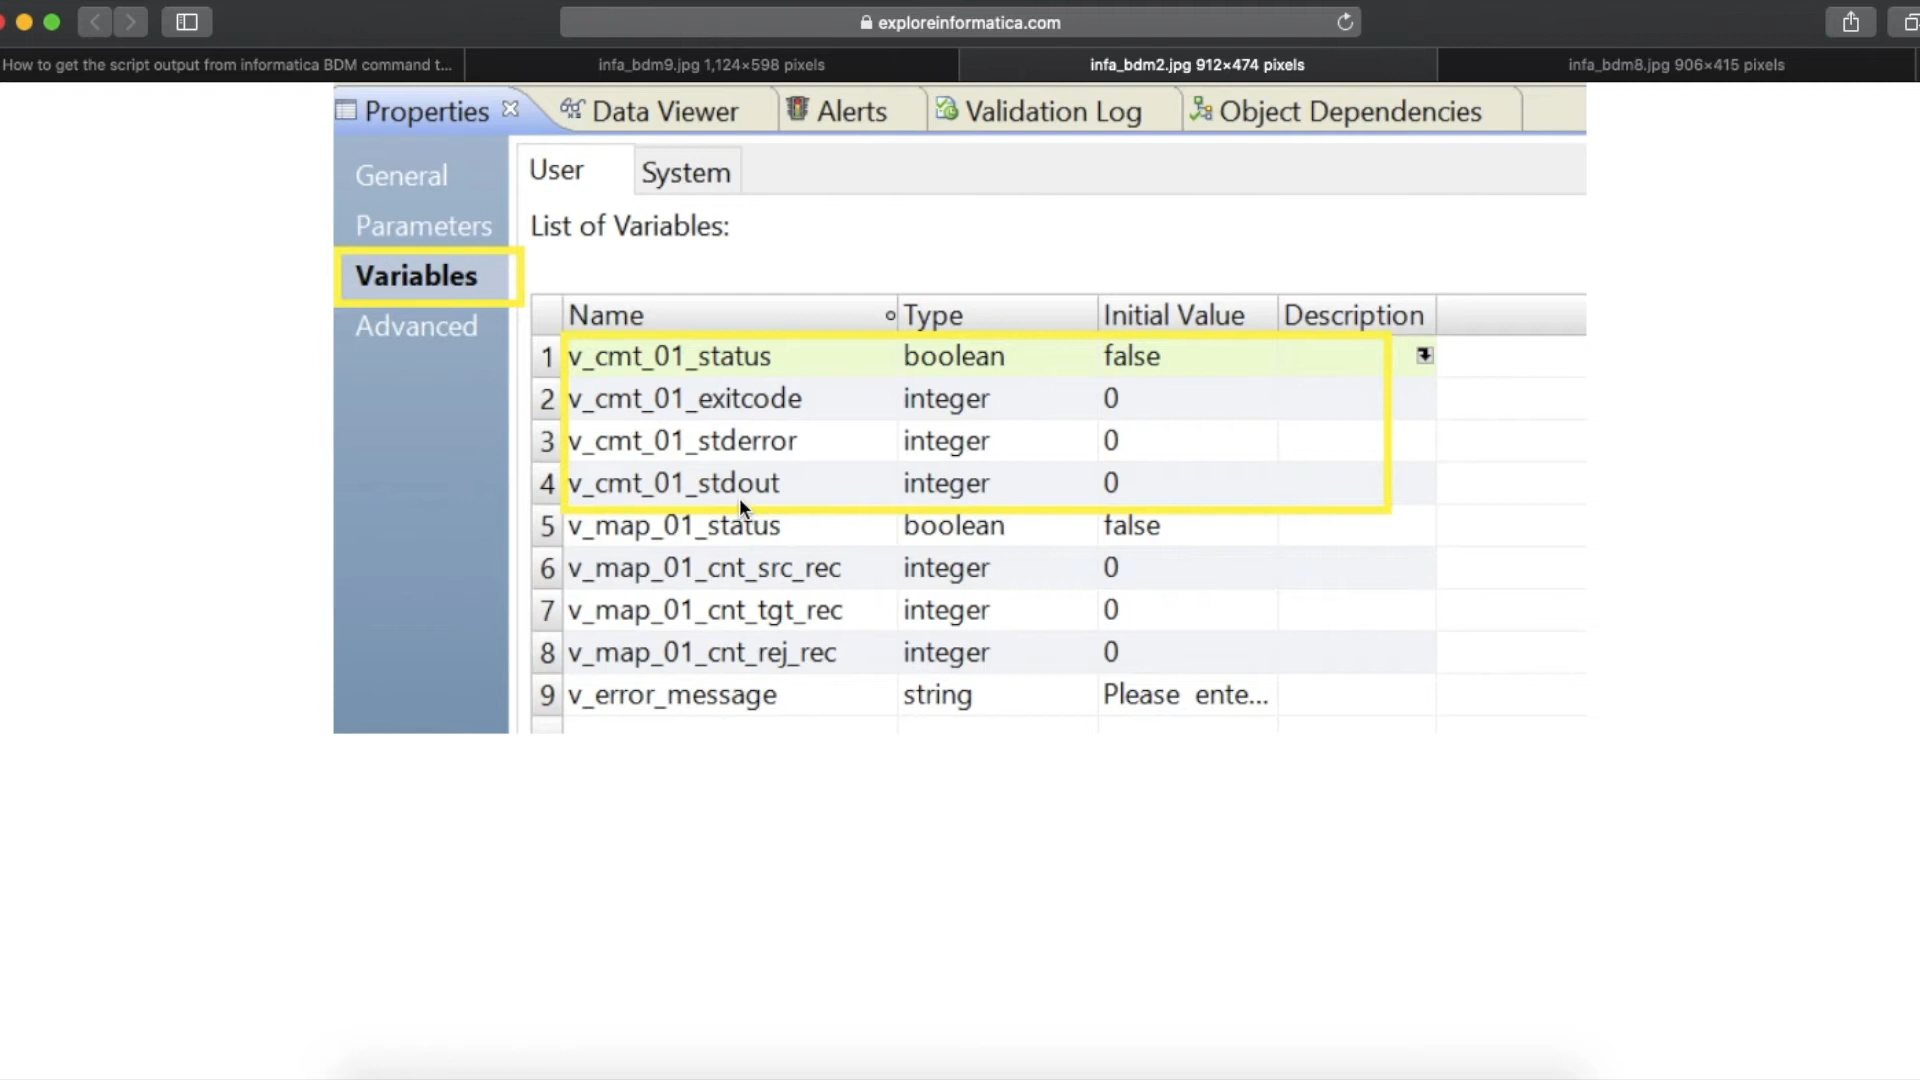 exploreinformatica.com
How to get the script output from informatica BDM command t...
infa_bdm9.jpg 1,124×598 pixels
infa_bdm2.jpg 912×474 pixels
infa_bdm8.jpg 906×415 pixels
Properties Data Viewer Alerts Validation Log Object Dependencies
General
Parameters
Variables
Advanced
User System
List of Variables:
Name Type Initial Value Description
1 v_cmt_01_status boolean false
2 v_cmt_01_exitcode integer 0
3 v_cmt_01_stderror integer 0
4 v_cmt_01_stdout integer 0
5 v_map_01_status boolean false
6 v_map_01_cnt_src_rec integer 0
7 v_map_01_cnt_tgt_rec integer 0
8 v_map_01_cnt_rej_rec integer 0
9 v_error_message string Please ente...